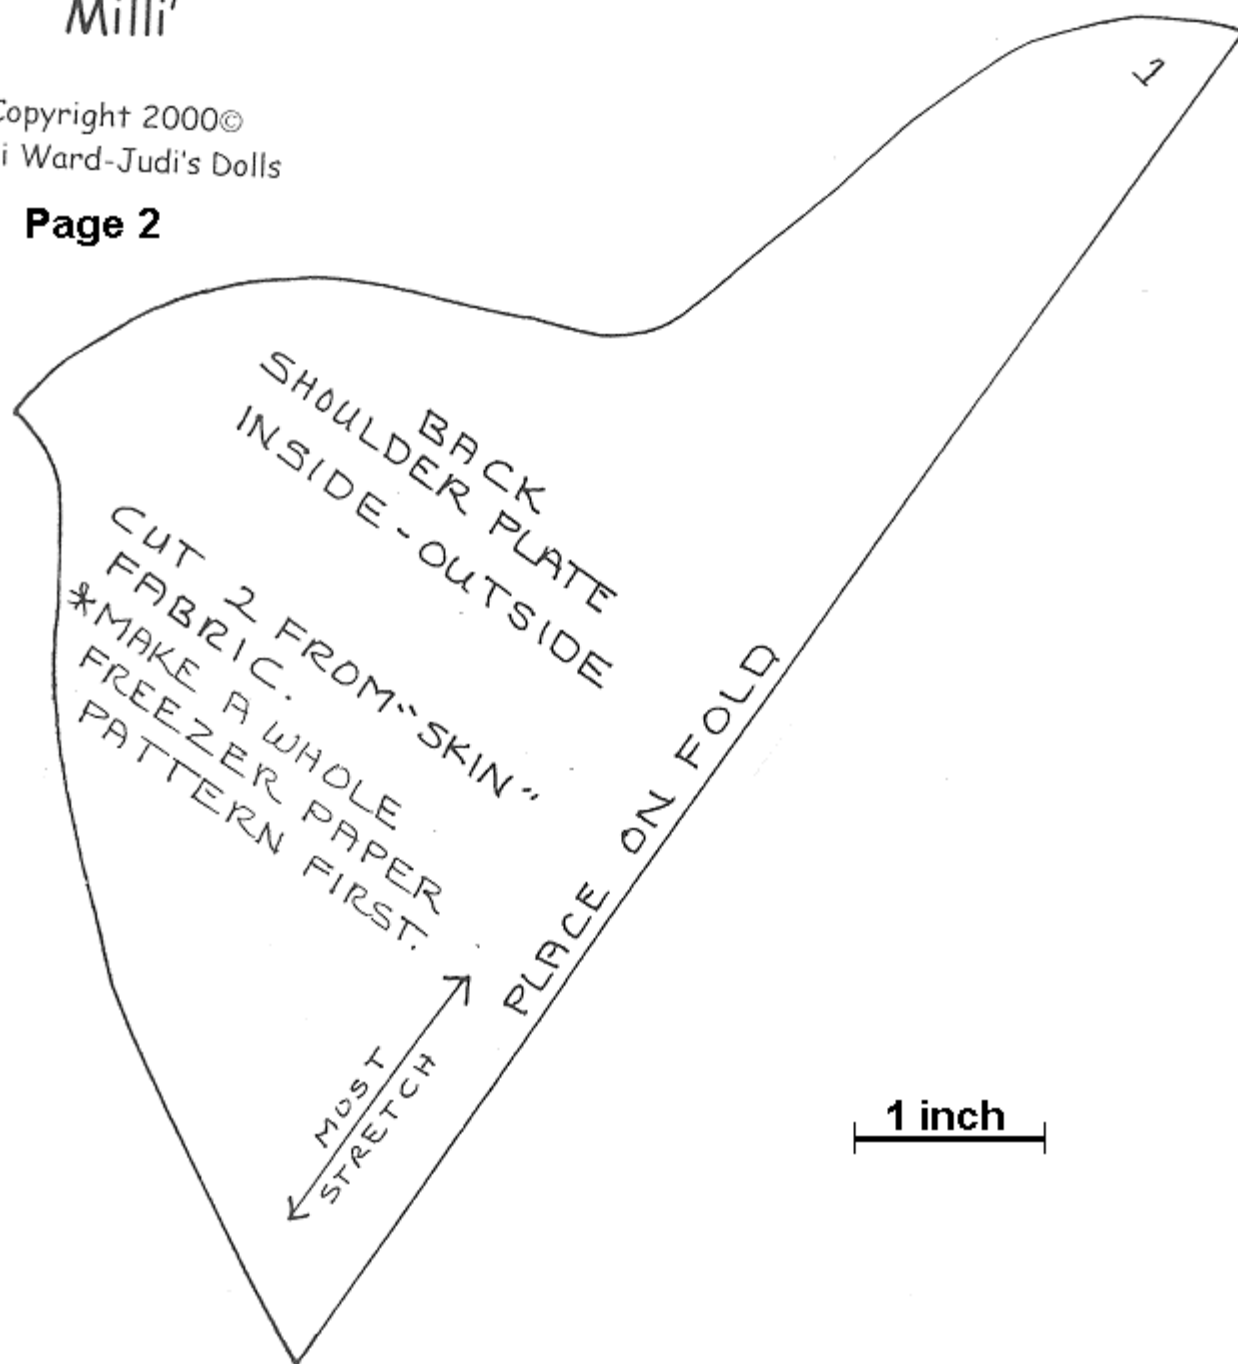 Milli'
Copyright 2000©
i Ward-Judi's Dolls
Page 2
1
BACK
SHOULDER PLATE
INSIDE-OUTSIDE
CUT 2 FROM "SKIN"
FABRIC.
*MAKE A WHOLE
FREEZER PAPER
PATTERN FIRST.
PLACE ON FOLD
MOST
STRETCH
1 inch